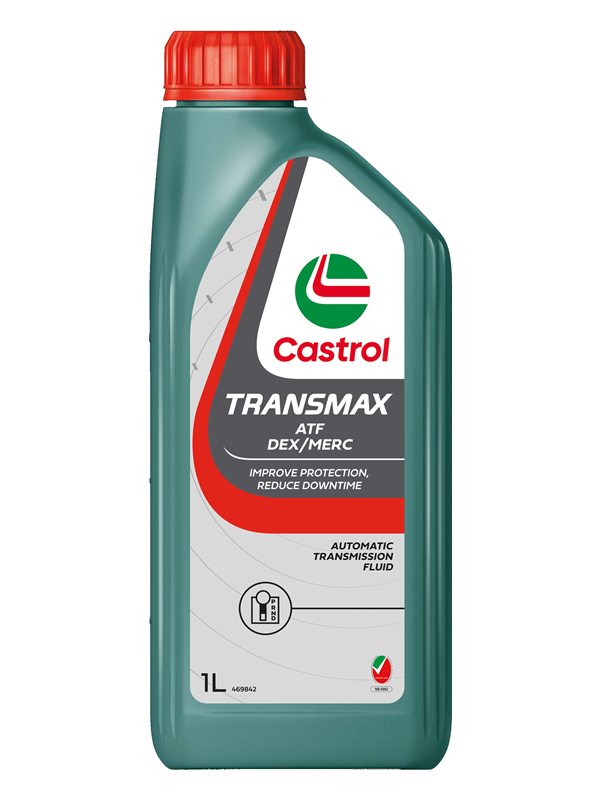 Castrol
TRANSMAX
ATF
DEX/MERC
IMPROVE PROTECTION,
REDUCE DOWNTIME
AUTOMATIC
TRANSMISSION
FLUID
P
R
N
D
1L 469842